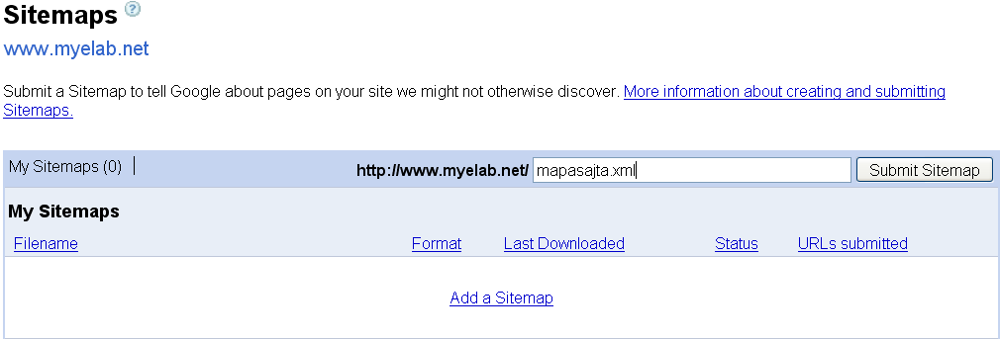 Sitemaps ?
www.myelab.net
Submit a Sitemap to tell Google about pages on your site we might not otherwise discover. More information about creating and submitting
Sitemaps.
My Sitemaps (0) http://www.myelab.net/ mapasajta.xml Submit Sitemap
My Sitemaps
Filename Format Last Downloaded Status URLs submitted
Add a Sitemap